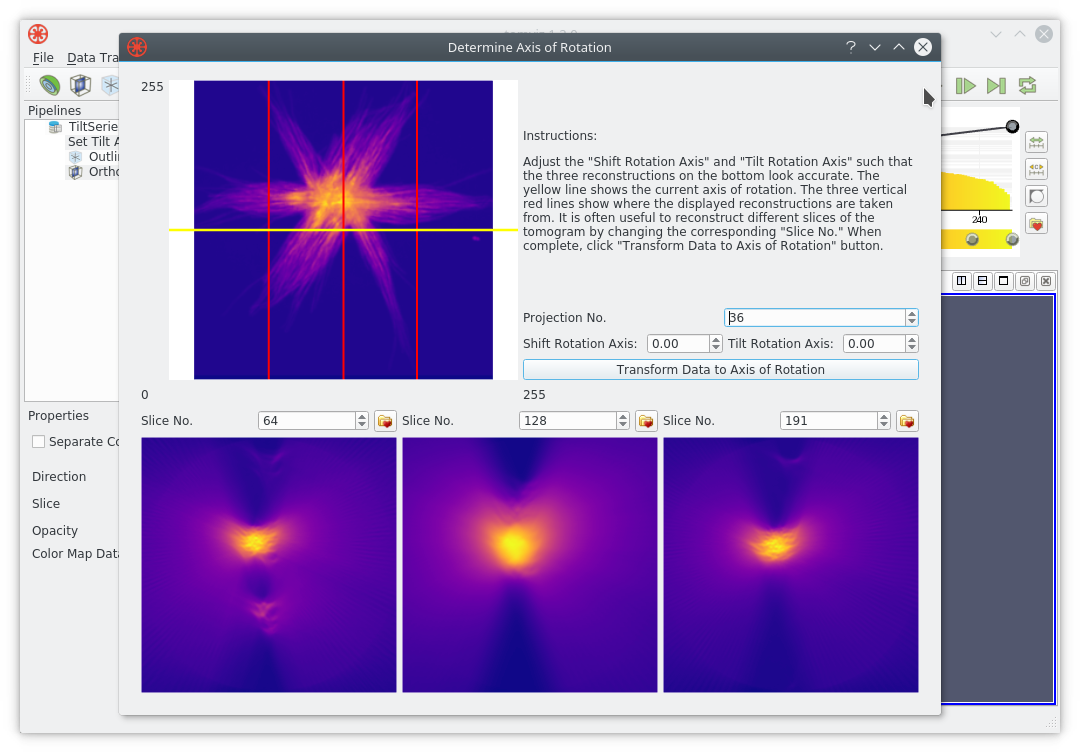 Determine Axis of Rotation
?
File Data Tra
Pipelines
TiltSerie
Set Tilt A
Outli
Ortho
Properties
Separate Co
Direction
Slice
Opacity
Color Map Data
255
Instructions:
Adjust the "Shift Rotation Axis" and "Tilt Rotation Axis" such that
the three reconstructions on the bottom look accurate. The
yellow line shows the current axis of rotation. The three vertical
red lines show where the displayed reconstructions are taken
from. It is often useful to reconstruct different slices of the
tomogram by changing the corresponding "Slice No." When
complete, click "Transform Data to Axis of Rotation" button.
Projection No. 36
Shift Rotation Axis: 0.00 Tilt Rotation Axis: 0.00
Transform Data to Axis of Rotation
0 255
Slice No. 64 Slice No. 128 Slice No. 191
240